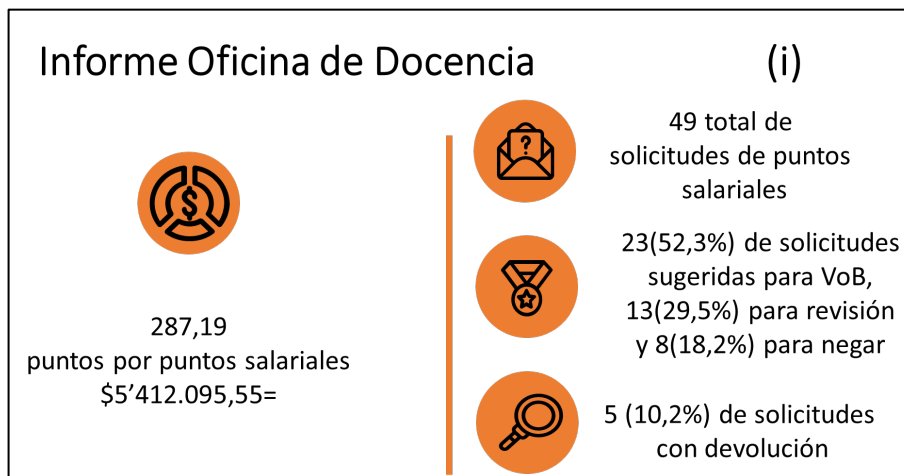 Informe Oficina de Docencia (i)
287,19
puntos por puntos salariales
$5’412.095,55=
?
49 total de
solicitudes de puntos
salariales
23(52,3%) de solicitudes
sugeridas para VoB,
13(29,5%) para revisión
y 8(18,2%) para negar
5 (10,2%) de solicitudes
con devolución